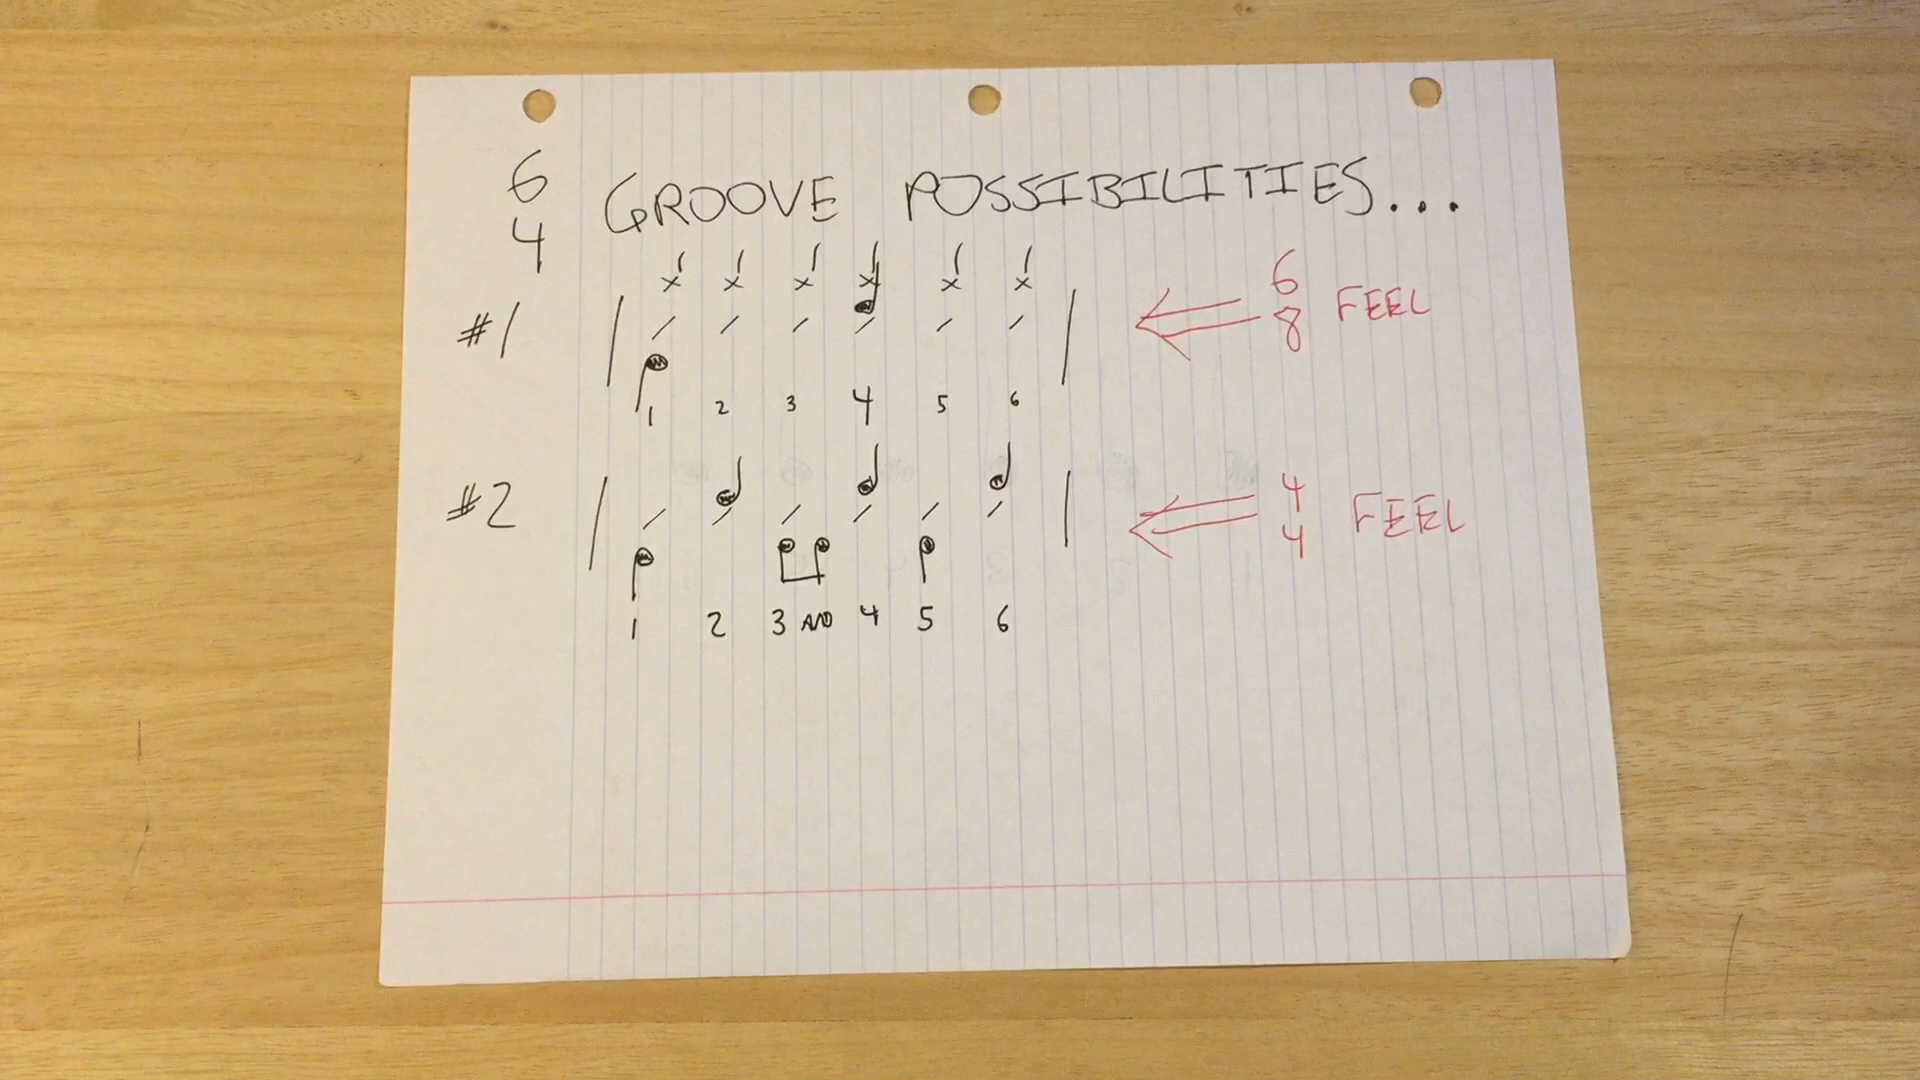 6
4 GROOVE POSSIBILITIES...
#1
1 2 3 4 5 6
6
8 FEEL
#2
1 2 3 AND 4 5 6
4
4 FEEL